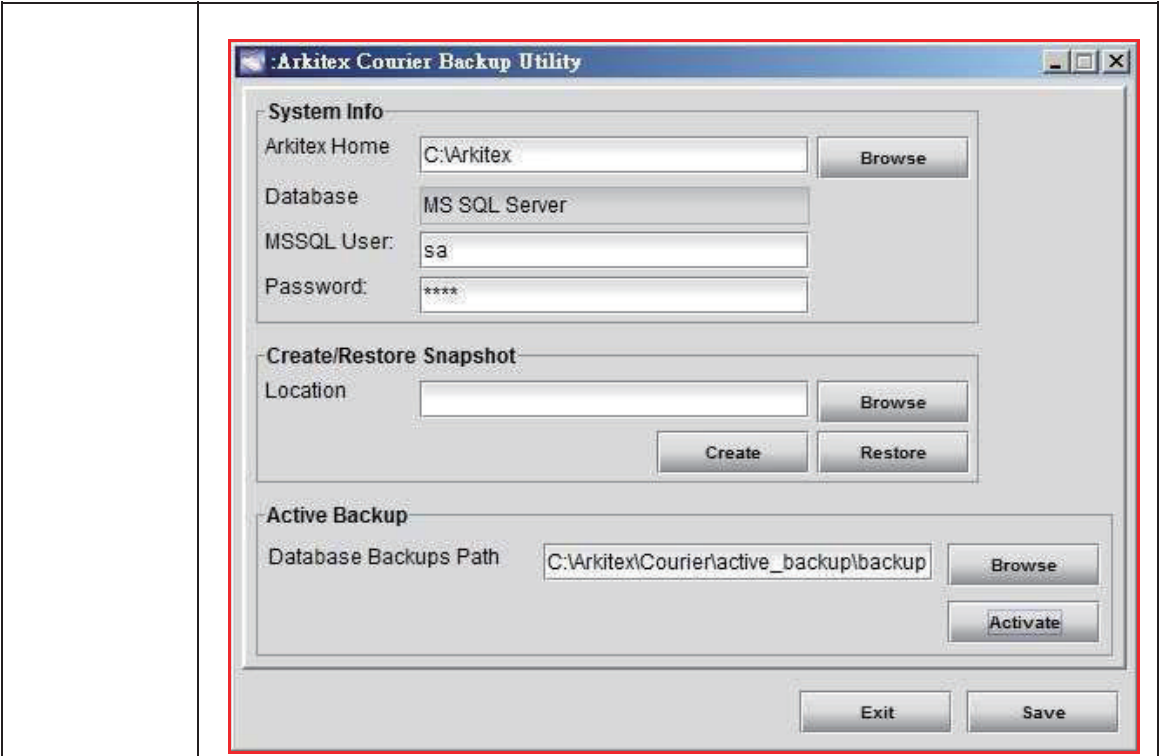 :Arkitex Courier Backup Utility
System Info
Arkitex Home C:\Arkitex Browse
Database MS SQL Server
MSSQL User: sa
Password: ****
Create/Restore Snapshot
Location Browse
Create Restore
Active Backup
Database Backups Path C:\Arkitex\Courier\active_backup\backup Browse
Activate
Exit Save